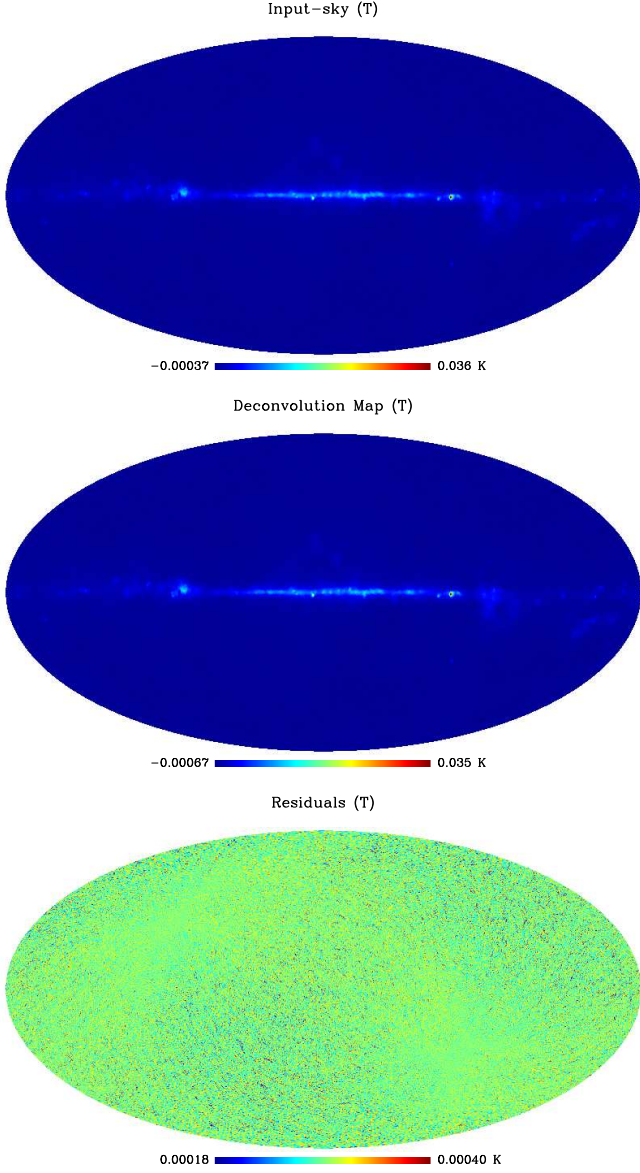 Input-sky (T)
-0.00037 0.036 K
Deconvolution Map (T)
-0.00067 0.035 K
Residuals (T)
0.00018 0.00040 K